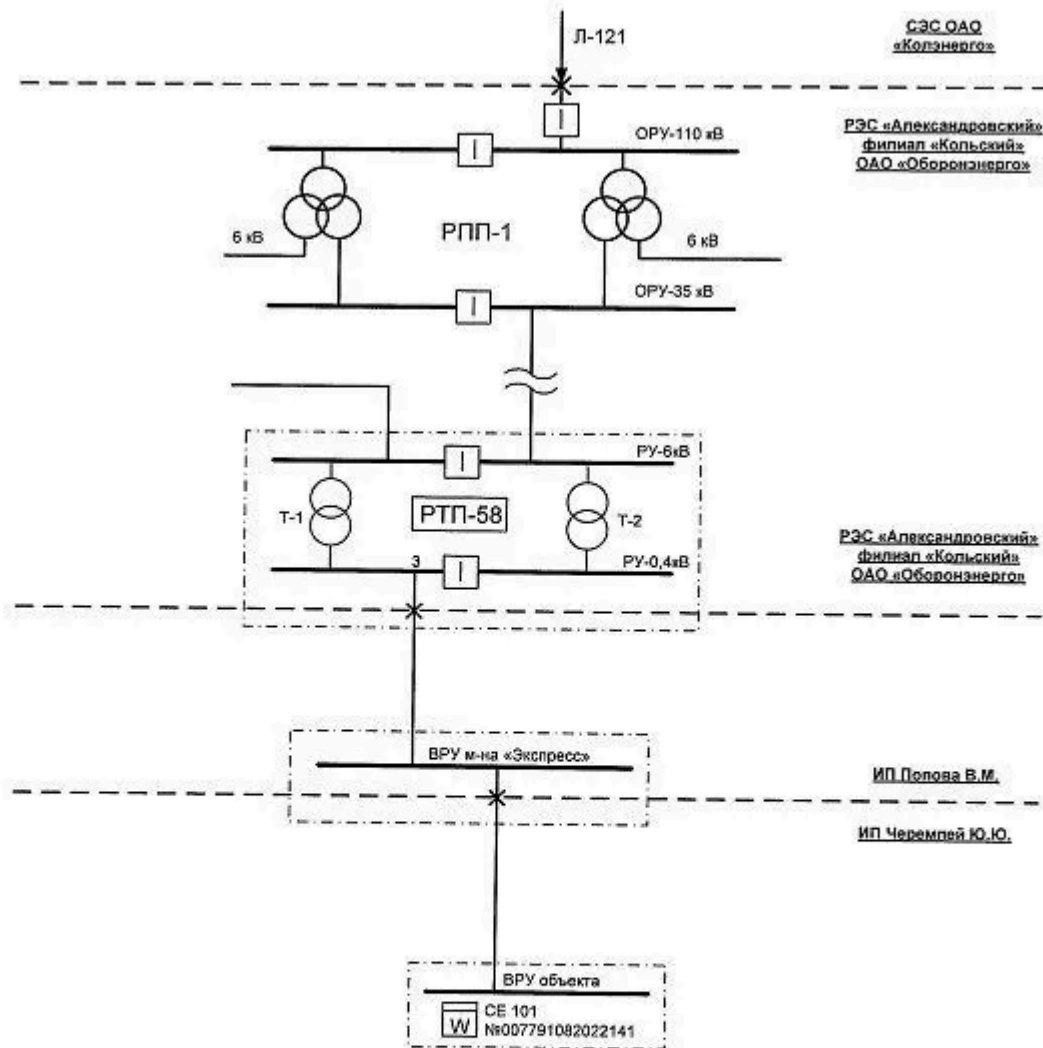 Л-121
СЭС ОАО
«Колэнерго»
РЭС «Александровский»
филиал «Кольский»
ОАО «Оборонэнерго»
ОРУ-110 кВ
РПП-1
6 кВ
6 кВ
ОРУ-35 кВ
РУ-6кВ
Т-1
РТП-58
Т-2
3
РУ-0,4кВ
РЭС «Александровский»
филиал «Кольский»
ОАО «Оборонэнерго»
ВРУ м-на «Экспресс»
ИП Попова В.М.
ИП Черемпей Ю.Ю.
ВРУ объекта
W
CE 101
№007791082022141